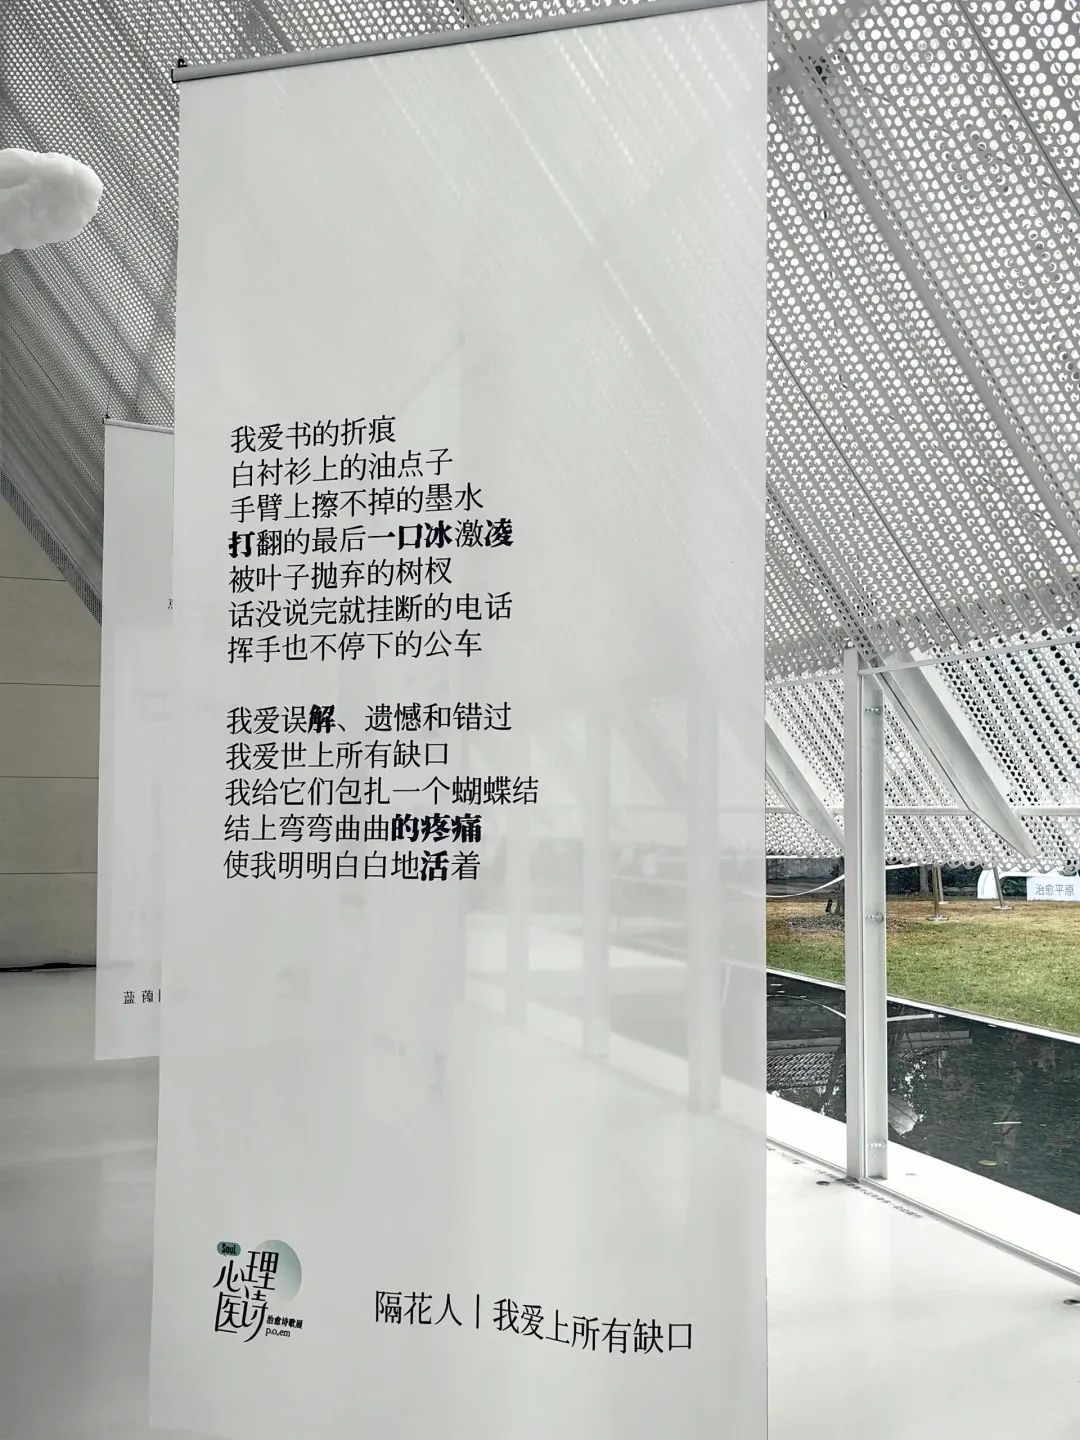 我爱书的折痕
白衬衫上的油点子
手臂上擦不掉的墨水
打翻的最后一口冰激凌
被叶子抛弃的树杈
话没说完就挂断的电话
挥手也不停下的公车
我爱误解、遗憾和错过
我爱世上所有缺口
我给它们包扎一个蝴蝶结
结上弯弯曲曲的疼痛
使我明明白白地活着
治愈平原
蓝蔚|
Soul
心理
医诗
治愈诗歌展
p.o.em
隔花人|我爱上所有缺口